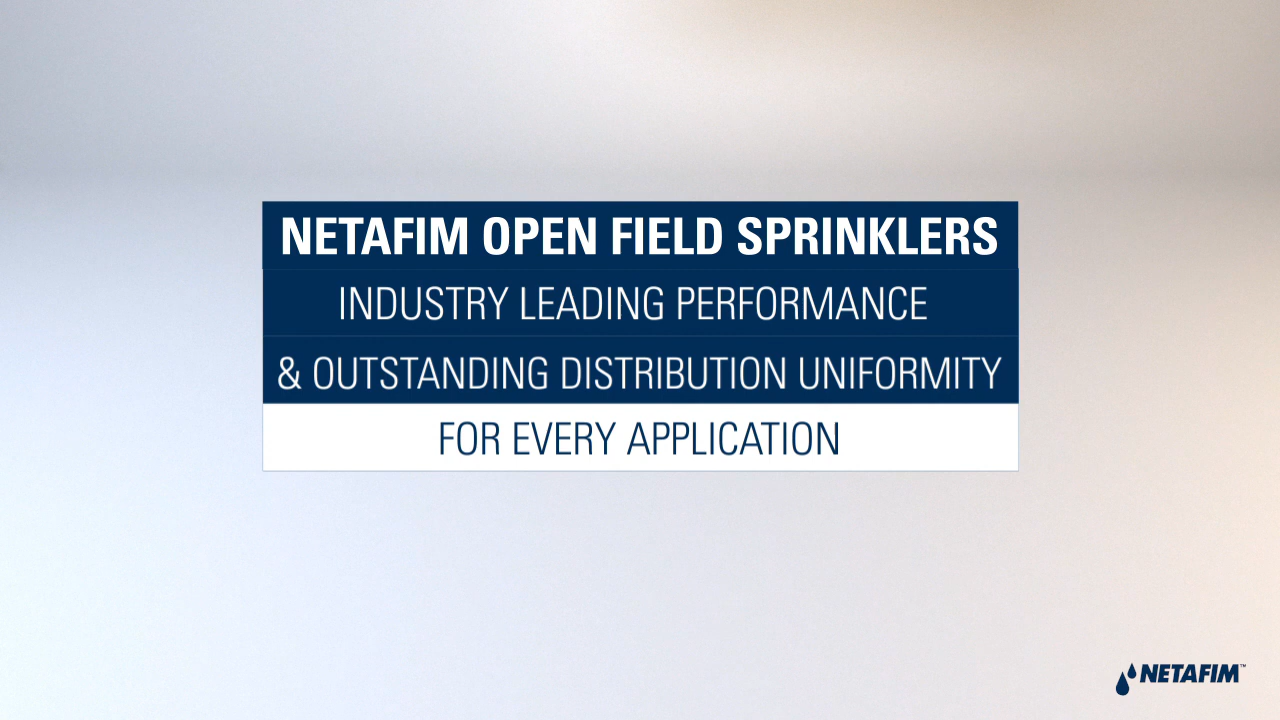 NETAFIM OPEN FIELD SPRINKLERS
INDUSTRY LEADING PERFORMANCE
& OUTSTANDING DISTRIBUTION UNIFORMITY
FOR EVERY APPLICATION
NETAFIM™